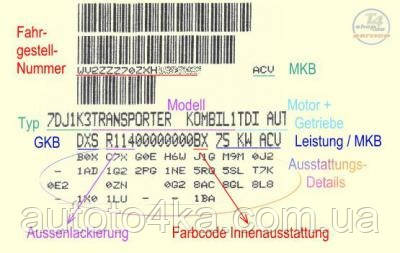 T4
Fahr-
gestell-
Nummer
WV2ZZZ70ZXH
ACV MKB
Modell
Motor +
Getriebe
Typ 7DJ1K3TRANSPORTER KOMBIL1TDI AUT
GKB DXS R11400000000BX 75 KW ACV Leistung / MKB
B0X C7X G0E H6W J1G M9M 0J2
- 1AD 1G2 2PG 1NE 5RQ 5SL T7K
0E2 - 0ZN - 0G2 8AC 8GL 8L8
- 1X0 1LU - - 1BA
Ausstattungs-
Details
Aussenlackierung
Farbcode Innenausstattung
autoto4ka.com.ua